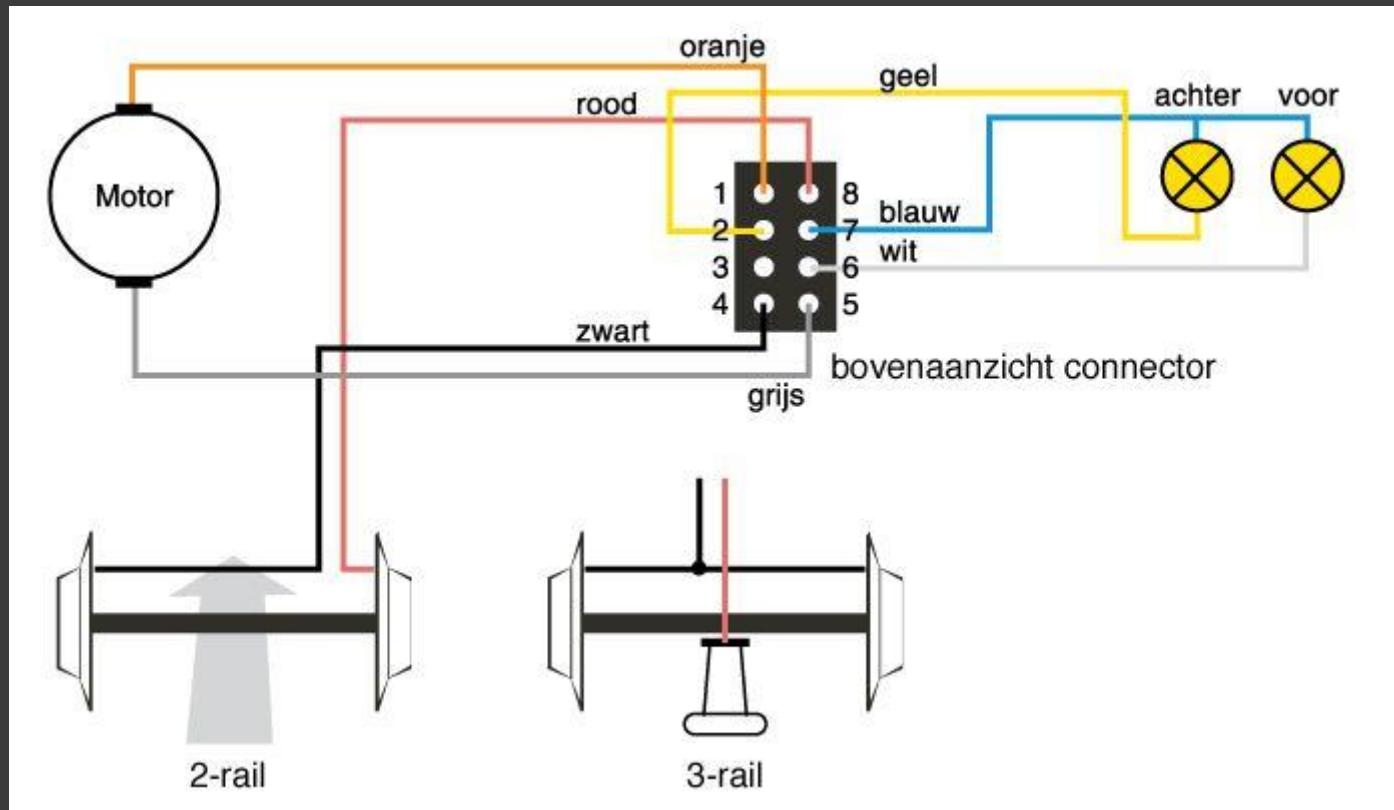 oranje
geel
achter voor
rood
Motor
1 8
2 7 blauw
wit
3 6
4 5
zwart
bovenaanzicht connector
grijs
2-rail 3-rail